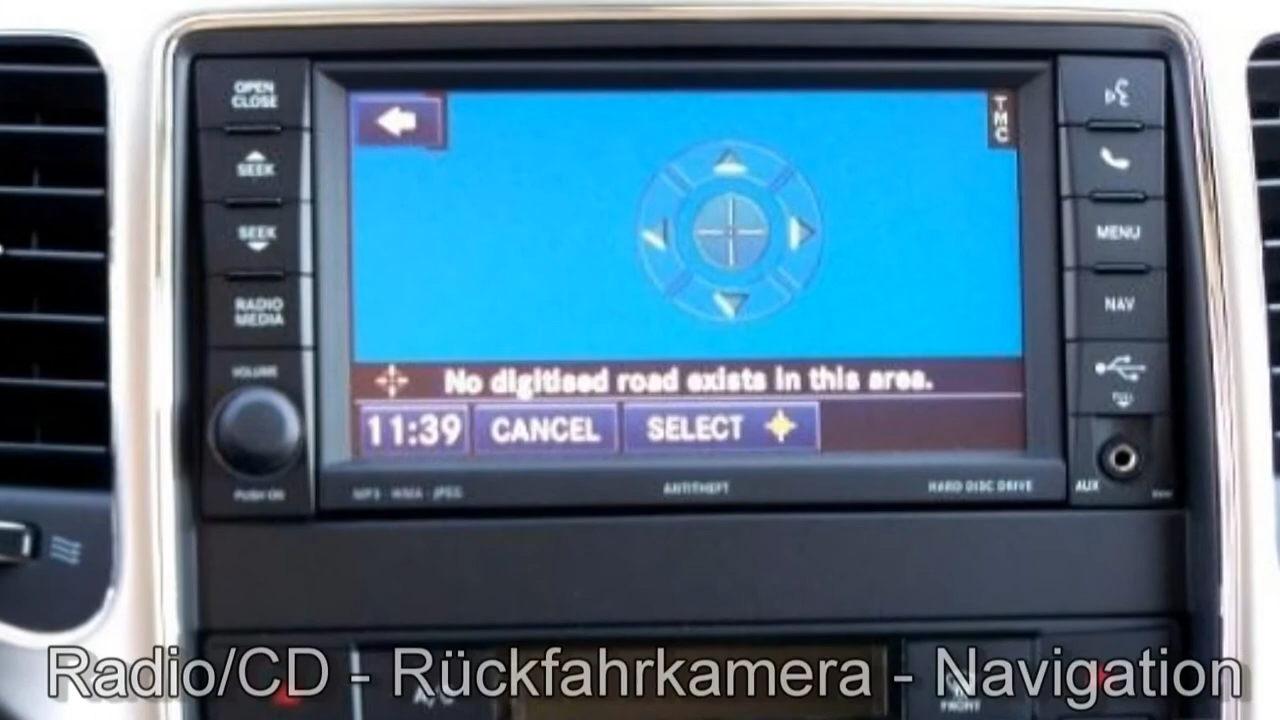 OPEN
CLOSE
SEEK
SEEK
RADIO
MEDIA
VOLUME
PUSH ON
TMC
No digitised road exists in this area.
11:39 CANCEL SELECT
MP3 - WMA - JPEG ANTITHEFT HARD DISC DRIVE
MENU
NAV
AUX
A/C
FRONT
Radio/CD - Rückfahrkamera - Navigation